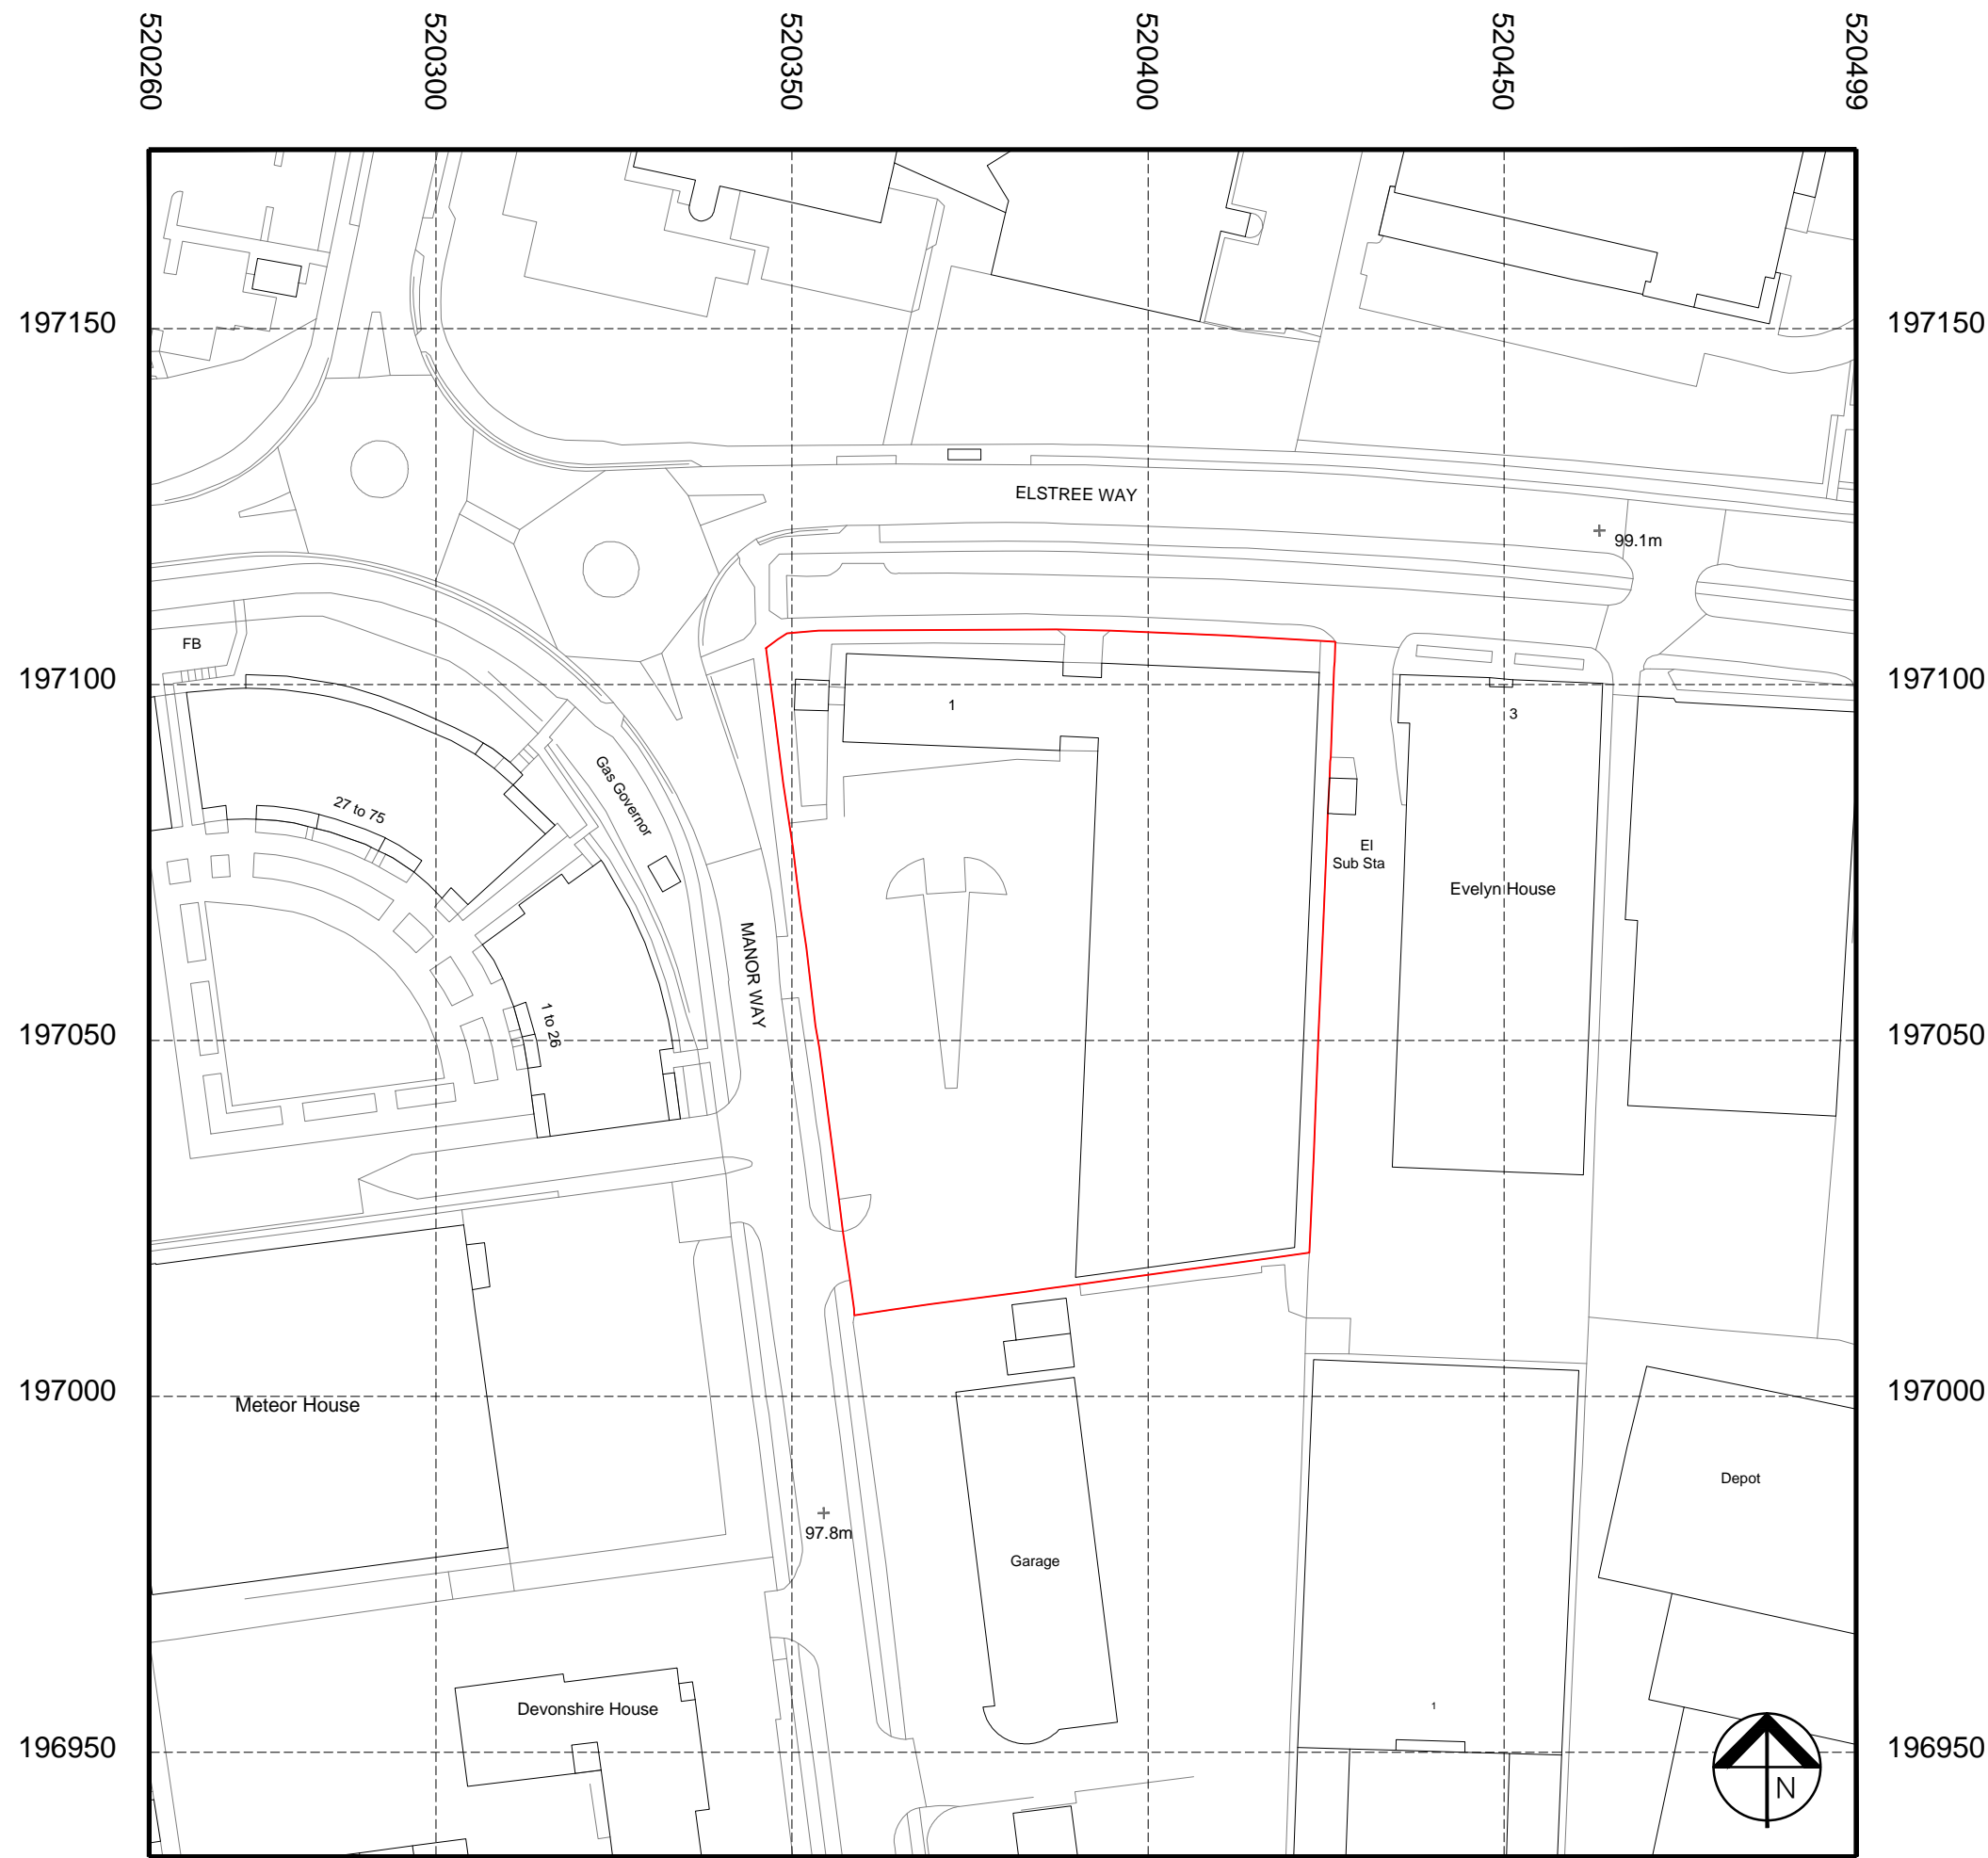 520260
520300
520350
520400
520450
520499
197150
197150
ELSTREE WAY
99.1m
FB
197100
197100
1
3
27 to 75
Gas Governor
El
Sub Sta
Evelyn House
MANOR WAY
1 to 26
197050
197050
197000
197000
Meteor House
Depot
97.8m
Garage
Devonshire House
1
196950
196950
N